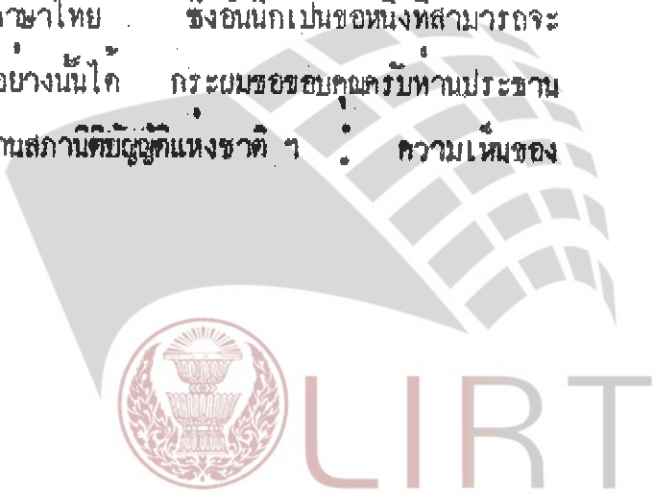 ภาษาไทย ซึ่งอันนี้ก็เป็นข้อหนึ่งที่สามารถจะ
อย่างนั้นได้ กระผมขอขอบคุณครับท่านประธาน
านสภานิติบัญญัติแห่งชาติ ฯ : ความเห็นของ
LIRT